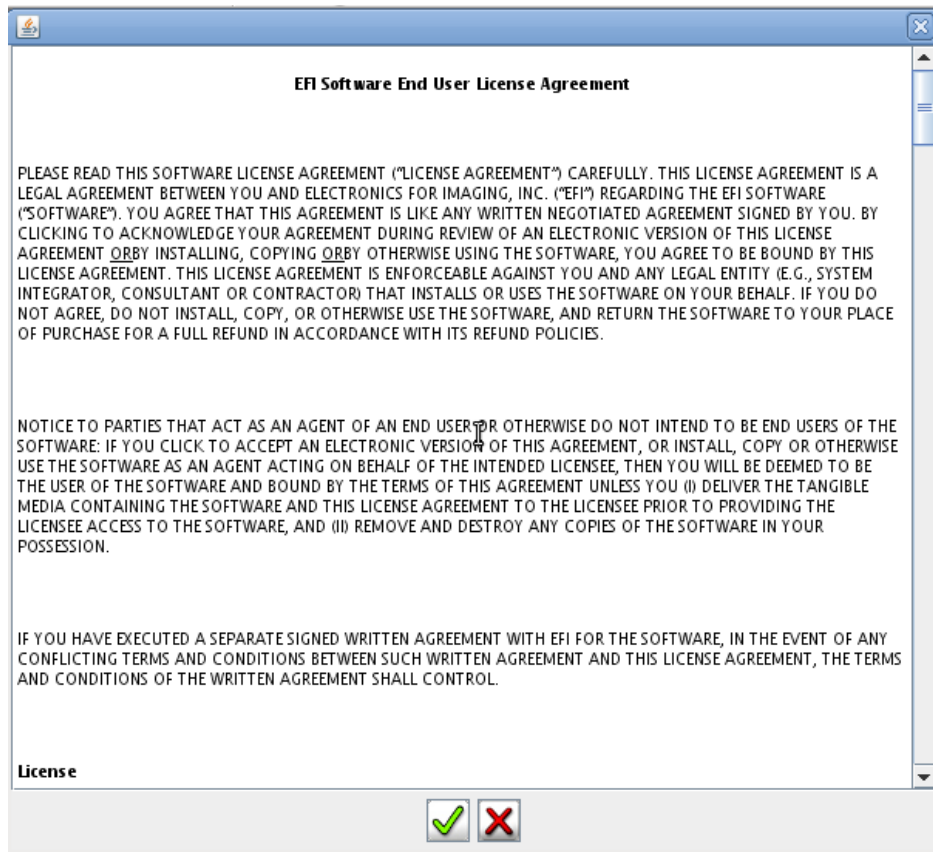 EFI Software End User License Agreement
PLEASE READ THIS SOFTWARE LICENSE AGREEMENT (“LICENSE AGREEMENT”) CAREFULLY. THIS LICENSE AGREEMENT IS A
LEGAL AGREEMENT BETWEEN YOU AND ELECTRONICS FOR IMAGING, INC. (“EFI”) REGARDING THE EFI SOFTWARE
(“SOFTWARE”). YOU AGREE THAT THIS AGREEMENT IS LIKE ANY WRITTEN NEGOTIATED AGREEMENT SIGNED BY YOU. BY
CLICKING TO ACKNOWLEDGE YOUR AGREEMENT DURING REVIEW OF AN ELECTRONIC VERSION OF THIS LICENSE
AGREEMENT ORBY INSTALLING, COPYING ORBY OTHERWISE USING THE SOFTWARE, YOU AGREE TO BE BOUND BY THIS
LICENSE AGREEMENT. THIS LICENSE AGREEMENT IS ENFORCEABLE AGAINST YOU AND ANY LEGAL ENTITY (E.G., SYSTEM
INTEGRATOR, CONSULTANT OR CONTRACTOR) THAT INSTALLS OR USES THE SOFTWARE ON YOUR BEHALF. IF YOU DO
NOT AGREE, DO NOT INSTALL, COPY, OR OTHERWISE USE THE SOFTWARE, AND RETURN THE SOFTWARE TO YOUR PLACE
OF PURCHASE FOR A FULL REFUND IN ACCORDANCE WITH ITS REFUND POLICIES.
NOTICE TO PARTIES THAT ACT AS AN AGENT OF AN END USER OR OTHERWISE DO NOT INTEND TO BE END USERS OF THE
SOFTWARE: IF YOU CLICK TO ACCEPT AN ELECTRONIC VERSION OF THIS AGREEMENT, OR INSTALL, COPY OR OTHERWISE
USE THE SOFTWARE AS AN AGENT ACTING ON BEHALF OF THE INTENDED LICENSEE, THEN YOU WILL BE DEEMED TO BE
THE USER OF THE SOFTWARE AND BOUND BY THE TERMS OF THIS AGREEMENT UNLESS YOU (I) DELIVER THE TANGIBLE
MEDIA CONTAINING THE SOFTWARE AND THIS LICENSE AGREEMENT TO THE LICENSEE PRIOR TO PROVIDING THE
LICENSEE ACCESS TO THE SOFTWARE, AND (II) REMOVE AND DESTROY ANY COPIES OF THE SOFTWARE IN YOUR
POSSESSION.
IF YOU HAVE EXECUTED A SEPARATE SIGNED WRITTEN AGREEMENT WITH EFI FOR THE SOFTWARE, IN THE EVENT OF ANY
CONFLICTING TERMS AND CONDITIONS BETWEEN SUCH WRITTEN AGREEMENT AND THIS LICENSE AGREEMENT, THE TERMS
AND CONDITIONS OF THE WRITTEN AGREEMENT SHALL CONTROL.
License